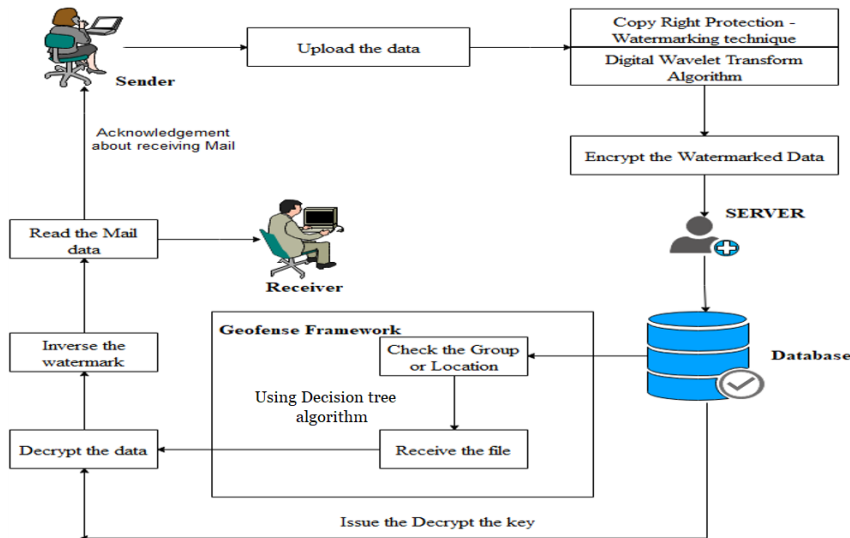 Upload the data
Copy Right Protection -
Watermarking technique
Digital Wavelet Transform
Algorithm
Sender
Acknowledgement
about receiving Mail
Encrypt the Watermarked Data
SERVER
Read the Mail
data
Receiver
Geofense Framework
Check the Group
or Location
Database
Inverse the
watermark
Using Decision tree
algorithm
Decrypt the data
Receive the file
Issue the Decrypt the key